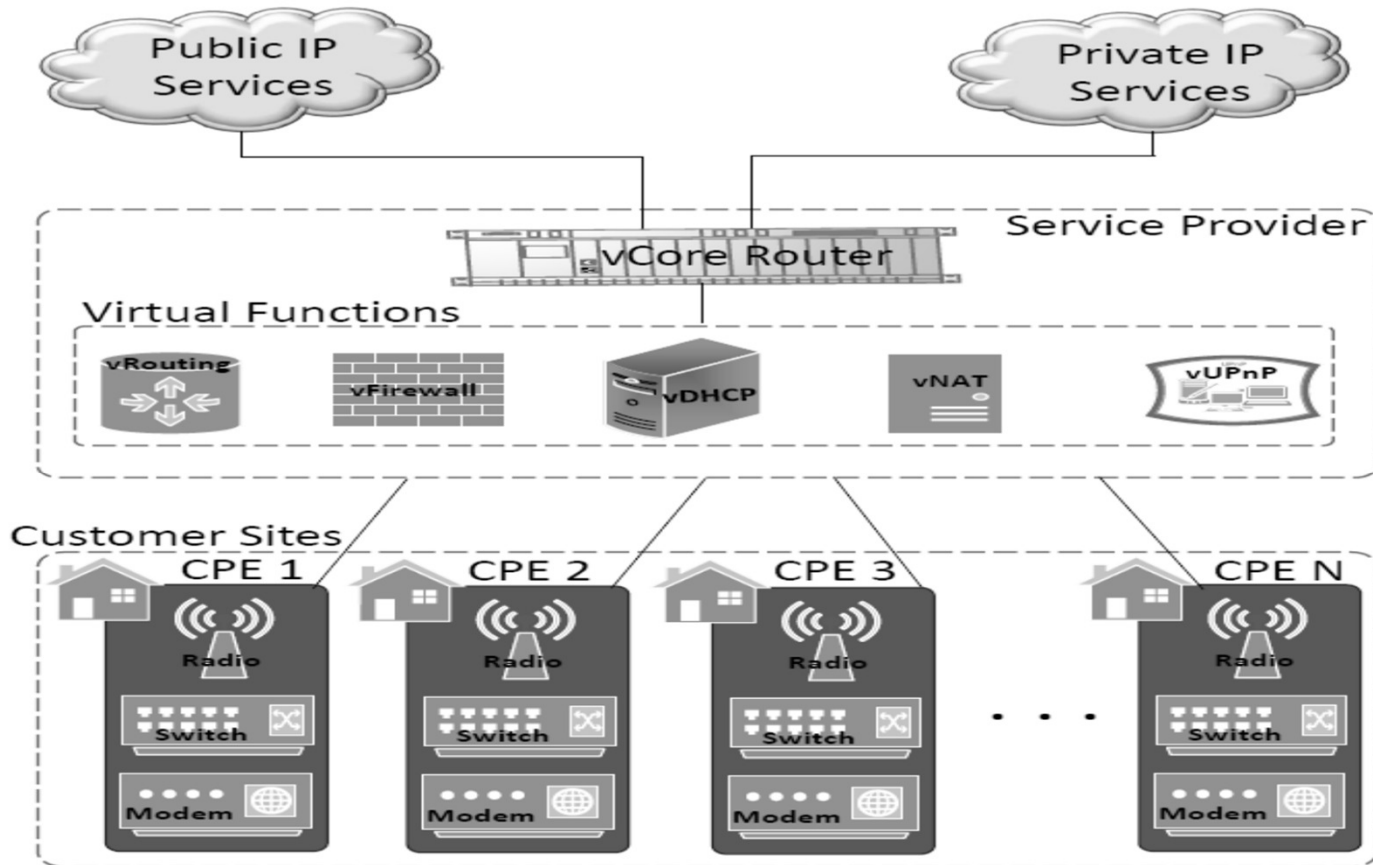 Public IP
Services
Private IP
Services
Service Provider
vCore Router
Virtual Functions
vRouting
vFirewall
vDHCP
vNAT
vUPnP
Customer Sites
CPE 1
CPE 2
CPE 3
CPE N
Radio
Radio
Radio
Radio
Switch
Switch
Switch
. . .
Switch
Modem
Modem
Modem
Modem